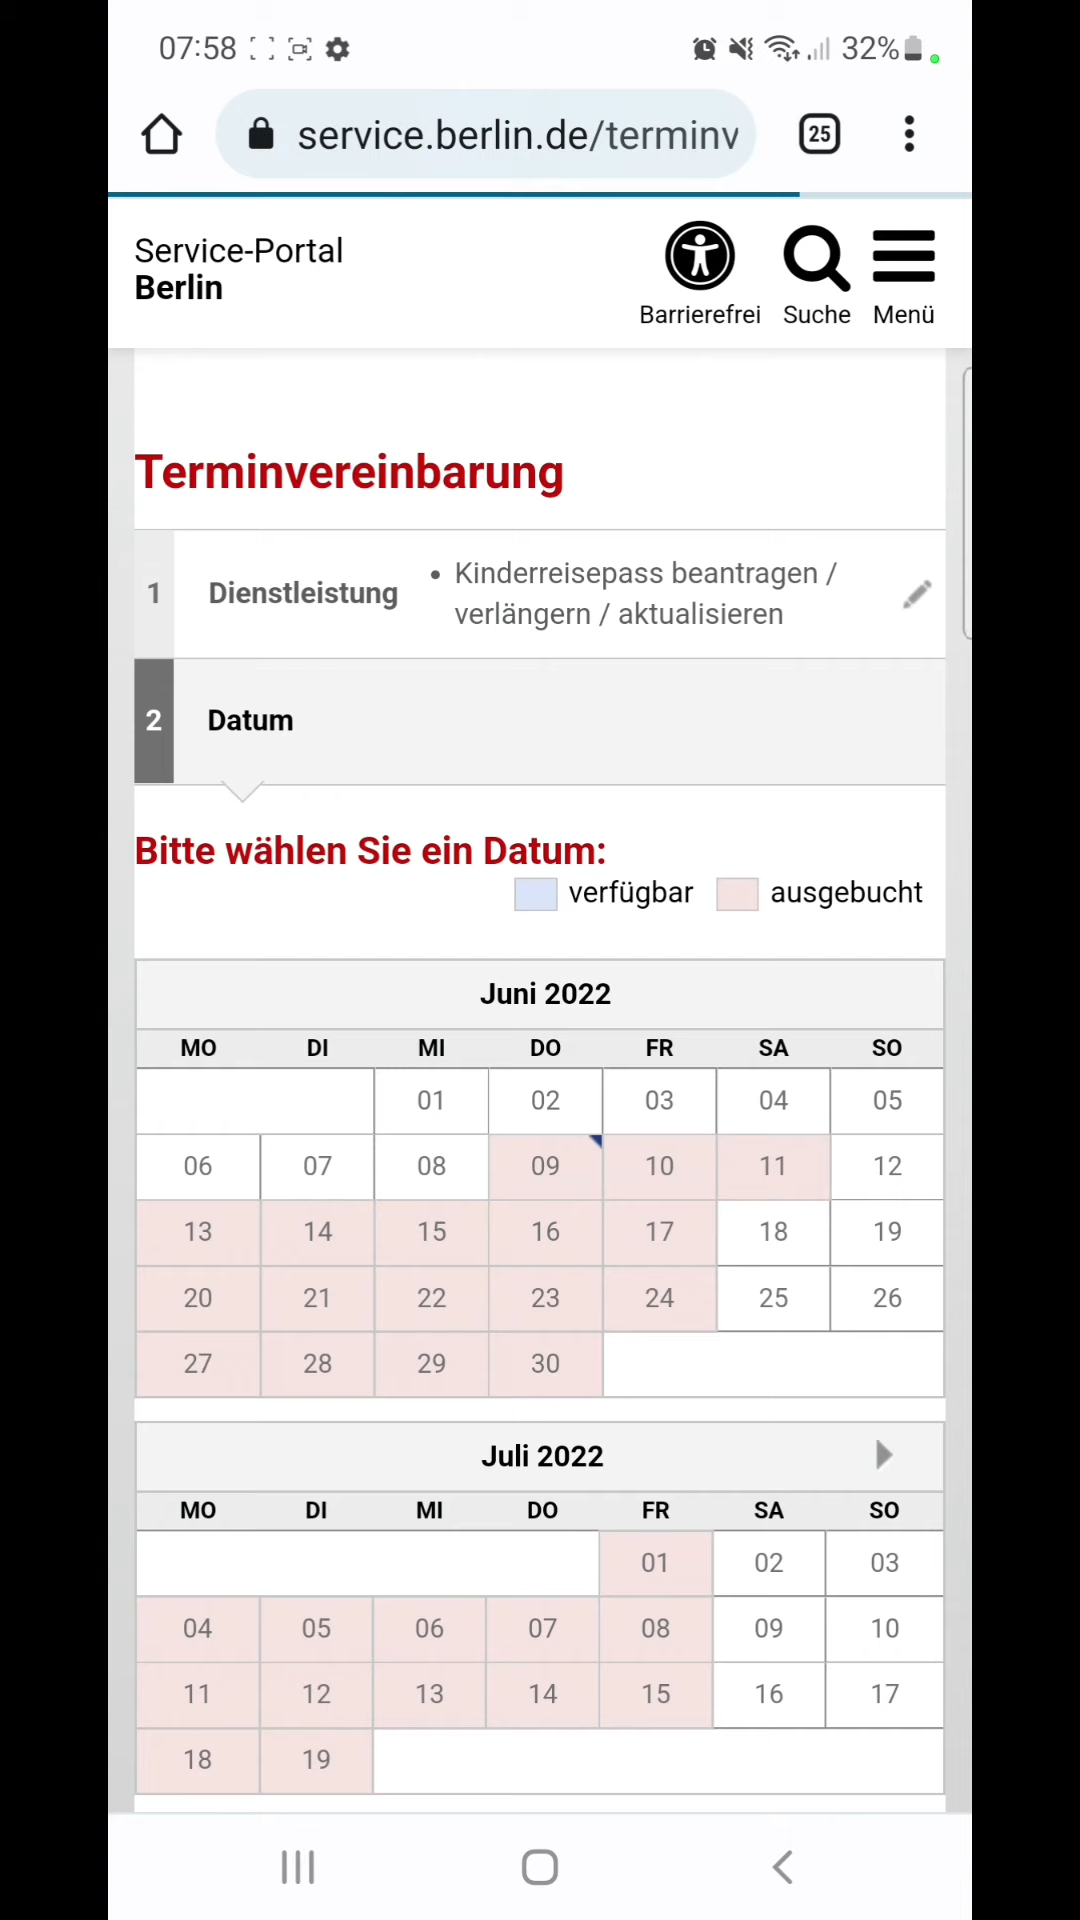 07:58 32%
service.berlin.de/terminv 25
Service-Portal
Berlin
Barrierefrei Suche Menü
Terminvereinbarung
1 Dienstleistung • Kinderreisepass beantragen /
verlängern / aktualisieren
2 Datum
Bitte wählen Sie ein Datum:
verfügbar ausgebucht
Juni 2022
MO DI MI DO FR SA SO
01 02 03 04 05
06 07 08 09 10 11 12
13 14 15 16 17 18 19
20 21 22 23 24 25 26
27 28 29 30
Juli 2022
MO DI MI DO FR SA SO
01 02 03
04 05 06 07 08 09 10
11 12 13 14 15 16 17
18 19